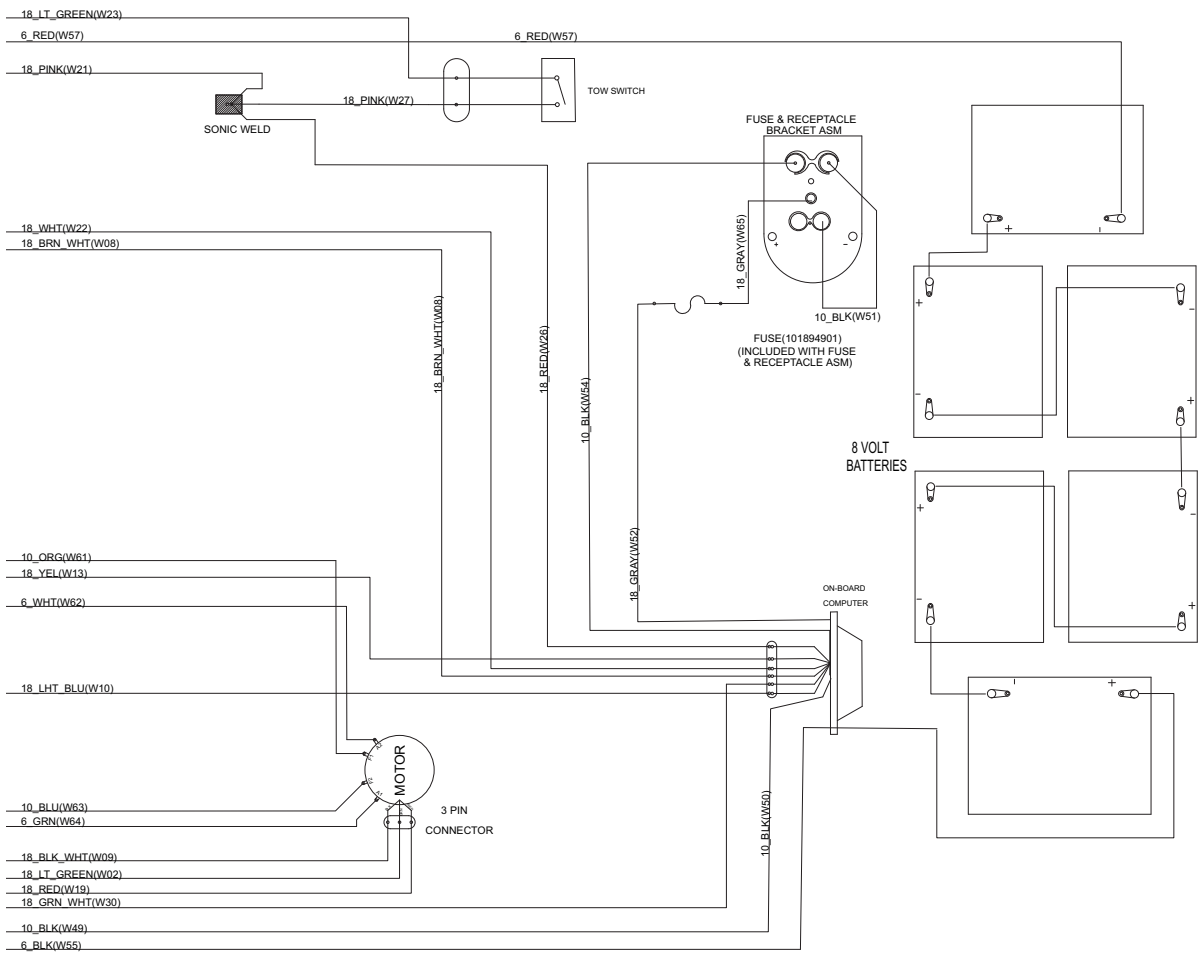 18_LT_GREEN(W23)
6_RED(W57)
6_RED(W57)
18_PINK(W21)
18_PINK(W27)
TOW SWITCH
SONIC WELD
FUSE & RECEPTACLE
BRACKET ASM
+
-
18_WHT(W22)
18_BRN_WHT(W08)
18_GRAY(W65)
10_BLK(W51)
FUSE(101894901)
(INCLUDED WITH FUSE
& RECEPTACLE ASM)
18_BRN_WHT(W08)
18_RED(W26)
10_BLK(W54)
18_GRAY(W52)
+
-
+
-
-
+
8 VOLT
BATTERIES
+
-
-
+
-
+
10_ORG(W61)
18_YEL(W13)
6_WHT(W62)
ON-BOARD
COMPUTER
18_LHT_BLU(W10)
MOTOR
A2
F1
F2
A1
3 PIN
CONNECTOR
10_BLU(W63)
6_GRN(W64)
10_BLK(W50)
18_BLK_WHT(W09)
18_LT_GREEN(W02)
18_RED(W19)
18_GRN_WHT(W30)
10_BLK(W49)
6_BLK(W55)